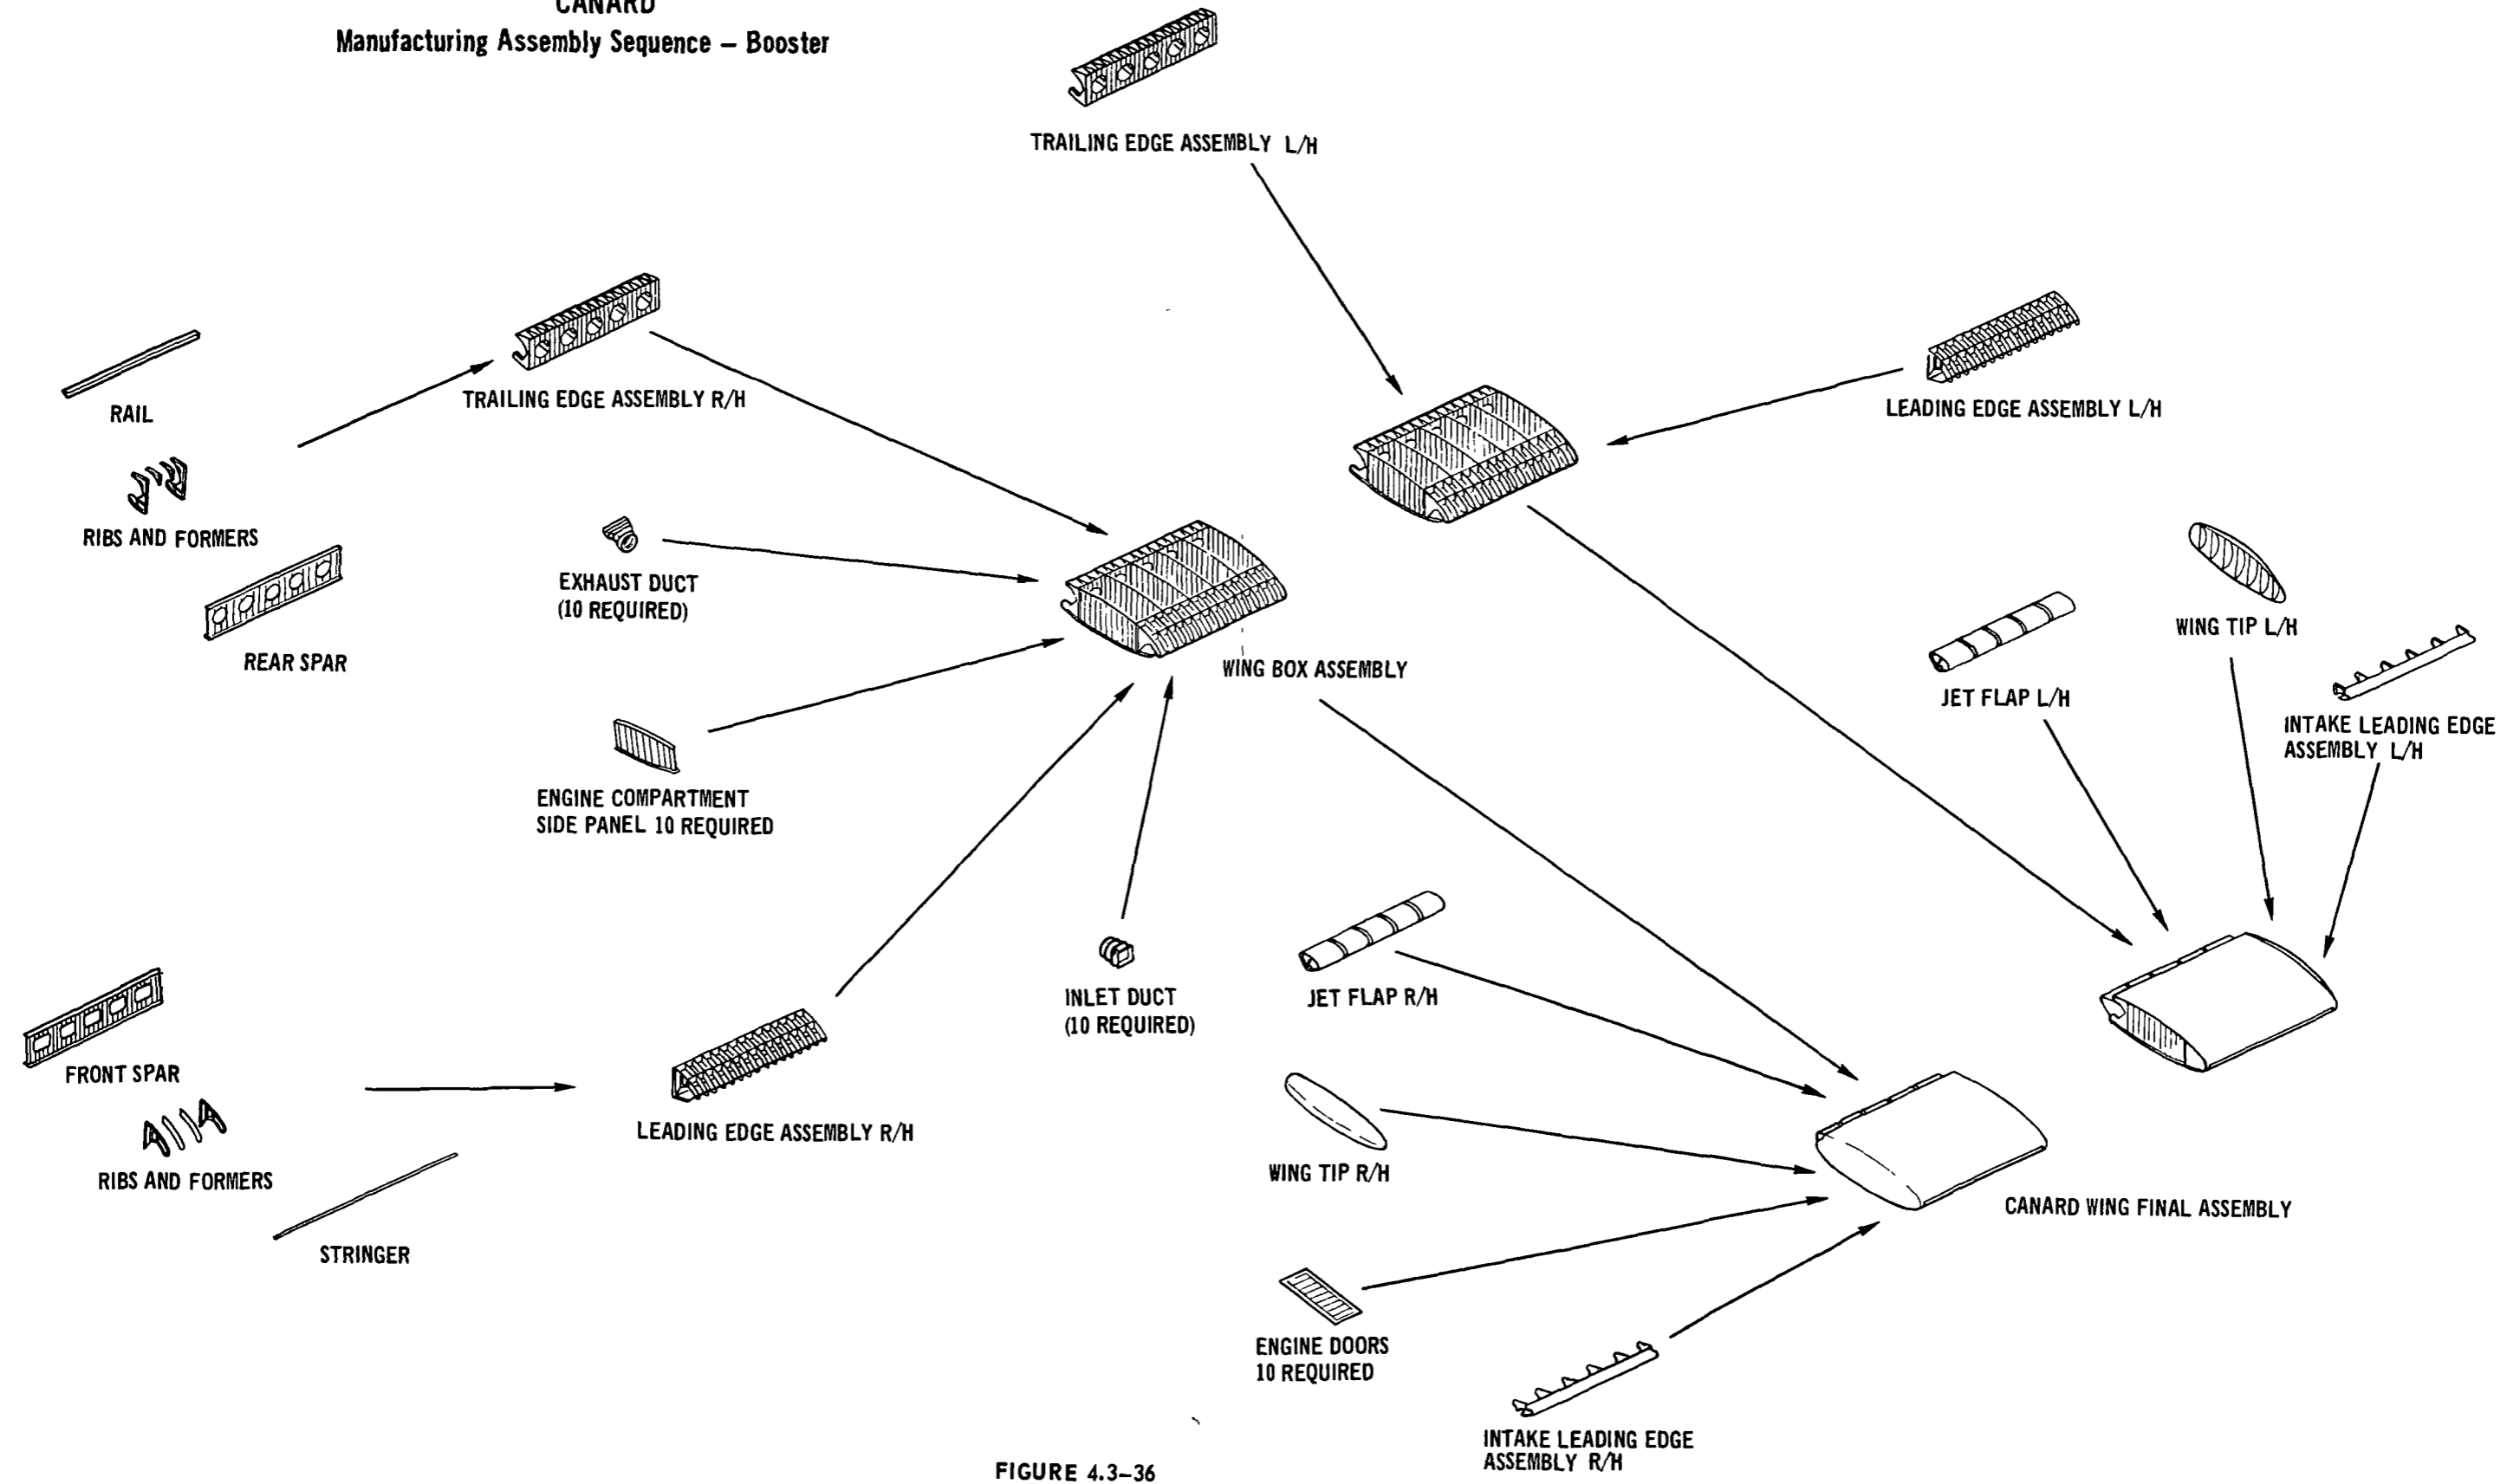 CANARD
Manufacturing Assembly Sequence – Booster
TRAILING EDGE ASSEMBLY L/H
TRAILING EDGE ASSEMBLY R/H
LEADING EDGE ASSEMBLY L/H
RAIL
RIBS AND FORMERS
REAR SPAR
EXHAUST DUCT
(10 REQUIRED)
WING BOX ASSEMBLY
WING TIP L/H
JET FLAP L/H
INTAKE LEADING EDGE
ASSEMBLY L/H
ENGINE COMPARTMENT
SIDE PANEL 10 REQUIRED
INLET DUCT
(10 REQUIRED)
JET FLAP R/H
FRONT SPAR
RIBS AND FORMERS
STRINGER
LEADING EDGE ASSEMBLY R/H
WING TIP R/H
CANARD WING FINAL ASSEMBLY
ENGINE DOORS
10 REQUIRED
INTAKE LEADING EDGE
ASSEMBLY R/H
FIGURE 4.3–36